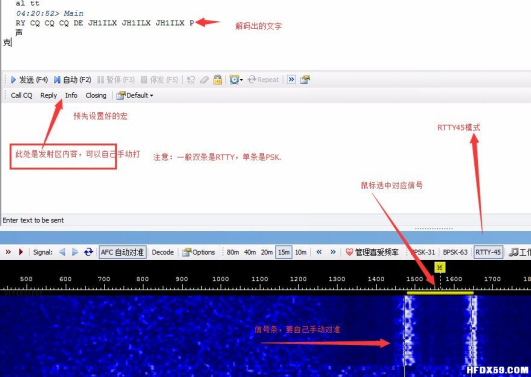 al tt
04:20:52> Main
RY CQ CQ CQ DE JH1ILX JH1ILX JH1ILX P
解码出的文字
声
克
发送 (F4) 自动 (F2) 暂停 (F3) 停发 (F5) Repeat
Call CQ Reply Info Closing Default
预先设置好的宏
RTTY45模式
此处是发射区内容,可以自己手动打
注意:一般双条是RTTY,单条是PSK.
鼠标选中对应信号
Enter text to be sent
Signal: AFC 自动对准 Decode Options 80m 40m 20m 15m 10m 管理喜爱频率 BPSK-31 BPSK-63 RTTY-45 工作
500 600 700 800 900 1000 1100 1200 1300 1400 1500 1600 1700
M
信号条,要自己手动对准
HFDX59.COM